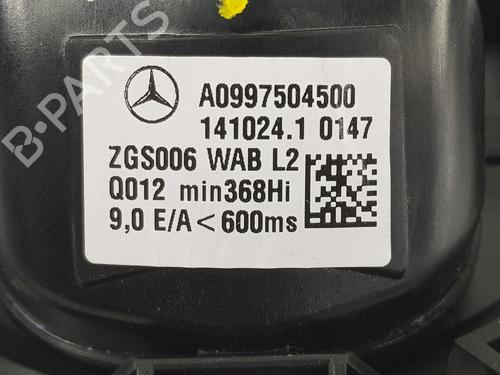 A0997504500
141024.1 0147
ZGS006 WAB L2
Q012 min368Hi
9,0 E/A<600ms
B-PARTS